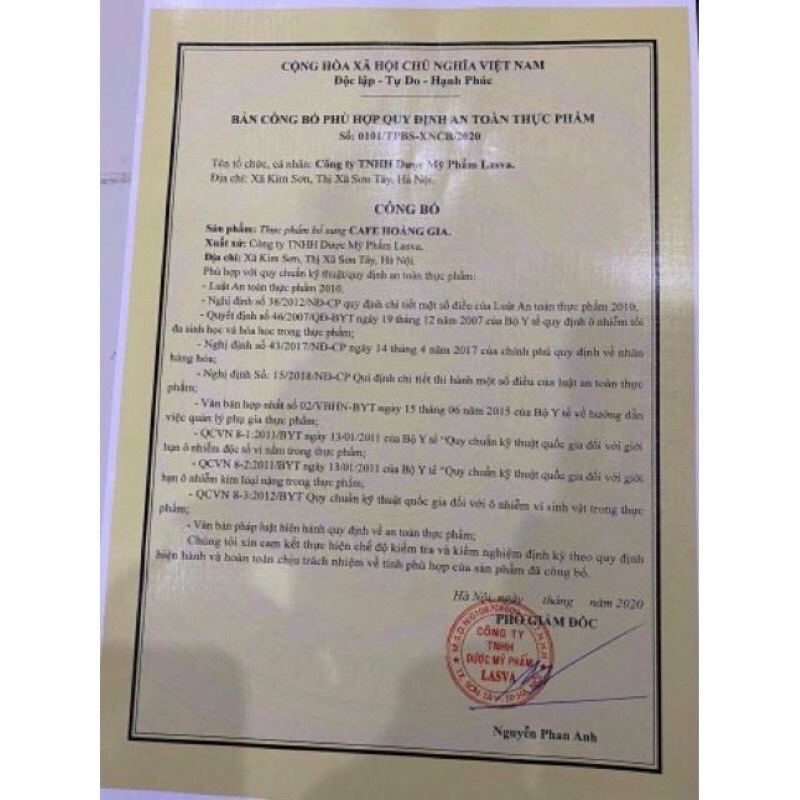 CỘNG HÒA XÃ HỘI CHỦ NGHĨA VIỆT NAM
Độc lập - Tự Do - Hạnh Phúc
BẢN CÔNG BỐ PHÙ HỢP QUY ĐỊNH AN TOÀN THỰC PHẨM
Số: 0101/TPBS-XNCB/2020
Tên tổ chức, cá nhân: Công ty TNHH Dược Mỹ Phẩm Lasva.
Địa chỉ: Xã Kim Sơn, Thị Xã Sơn Tây, Hà Nội.
CÔNG BỐ
Sản phẩm: Thực phẩm bổ sung CAFE HOÀNG GIA.
Xuất sứ: Công ty TNHH Dược Mỹ Phẩm Lasva.
Địa chỉ: Xã Kim Sơn, Thị Xã Sơn Tây, Hà Nội.
Phù hợp với quy chuẩn kỹ thuật/quy định an toàn thực phẩm:
- Luật An toàn thực phẩm 2010.
- Nghị định số 38/2012/NĐ-CP quy định chi tiết một số điều của Luật An toàn thực phẩm 2010.
- Quyết định số 46/2007/QĐ-BYT ngày 19 tháng 12 năm 2007 của Bộ Y tế quy định ô nhiễm tối
đa sinh học và hóa học trong thực phẩm;
- Nghị định số 43/2017/NĐ-CP ngày 14 tháng 4 năm 2017 của chính phủ quy định về nhãn
hàng hóa;
- Nghị định Số: 15/2018/NĐ-CP Qui định chi tiết thi hành một số điều của luật an toàn thực
phẩm;
- Văn bản hợp nhất số 02/VBHN-BYT ngày 15 tháng 06 năm 2015 của Bộ Y tế về hướng dẫn
việc quản lý phụ gia thực phẩm;
- QCVN 8-1:2011/BYT ngày 13/01/2011 của Bộ Y tế "Quy chuẩn kỹ thuật quốc gia đối với giới
hạn ô nhiễm độc số vi nấm trong thực phẩm;
- QCVN 8-2:2011/BYT ngày 13/01/2011 của Bộ Y tế "Quy chuẩn kỹ thuật quốc gia đối với giới
hạn ô nhiễm kim loại nặng trong thực phẩm;
- QCVN 8-3:2012/BYT Quy chuẩn kỹ thuật quốc gia đối với ô nhiễm vi sinh vật trong thực
phẩm;
- Văn bản pháp luật hiện hành quy định về an toàn thực phẩm;
Chúng tôi xin cam kết thực hiện chế độ kiểm tra và kiểm nghiệm định kỳ theo quy định
hiện hành và hoàn toàn chịu trách nhiệm về tính phù hợp của sản phẩm đã công bố.
Hà Nội, ngày tháng năm 2020
PHÓ GIÁM ĐỐC
CÔNG TY
TNHH
DƯỢC MỸ PHẨM
LASVA
TX. SƠN TÂY - TP.HÀ NỘI
Nguyễn Phan Anh